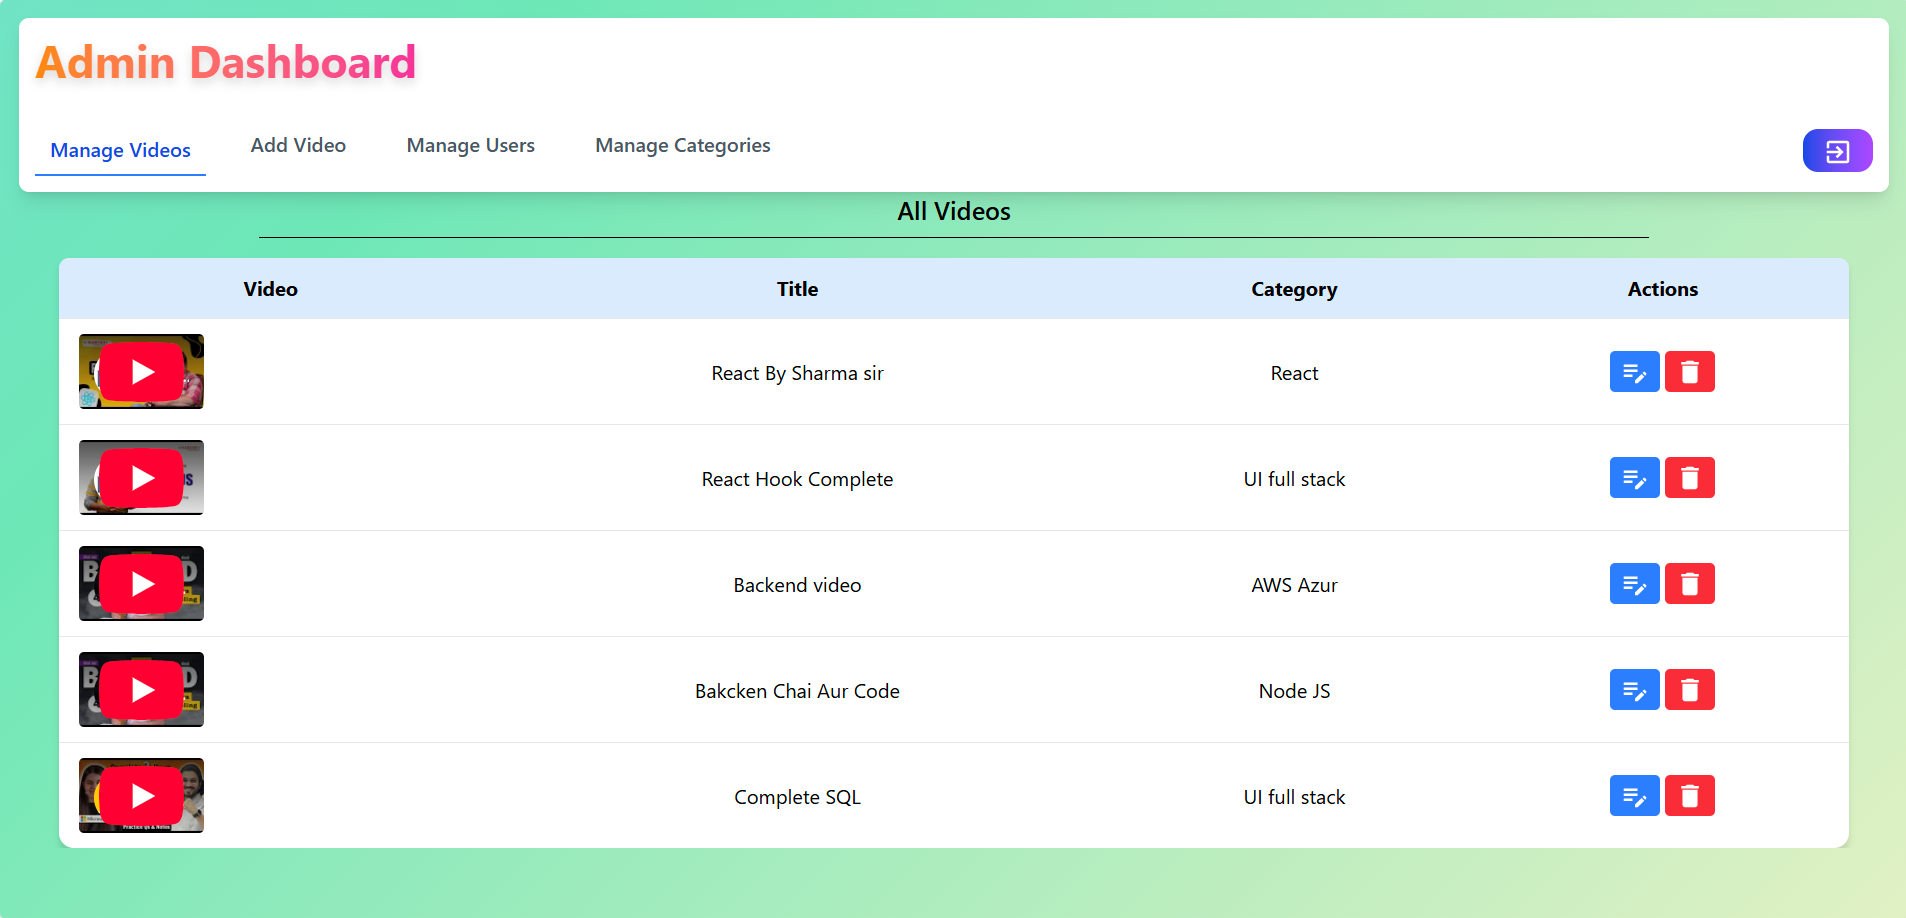 Admin Dashboard
Manage Videos Add Video Manage Users Manage Categories
All Videos
Video Title Category Actions
React By Sharma sir React
React Hook Complete UI full stack
Backend video AWS Azur
Bakcken Chai Aur Code Node JS
Complete SQL UI full stack